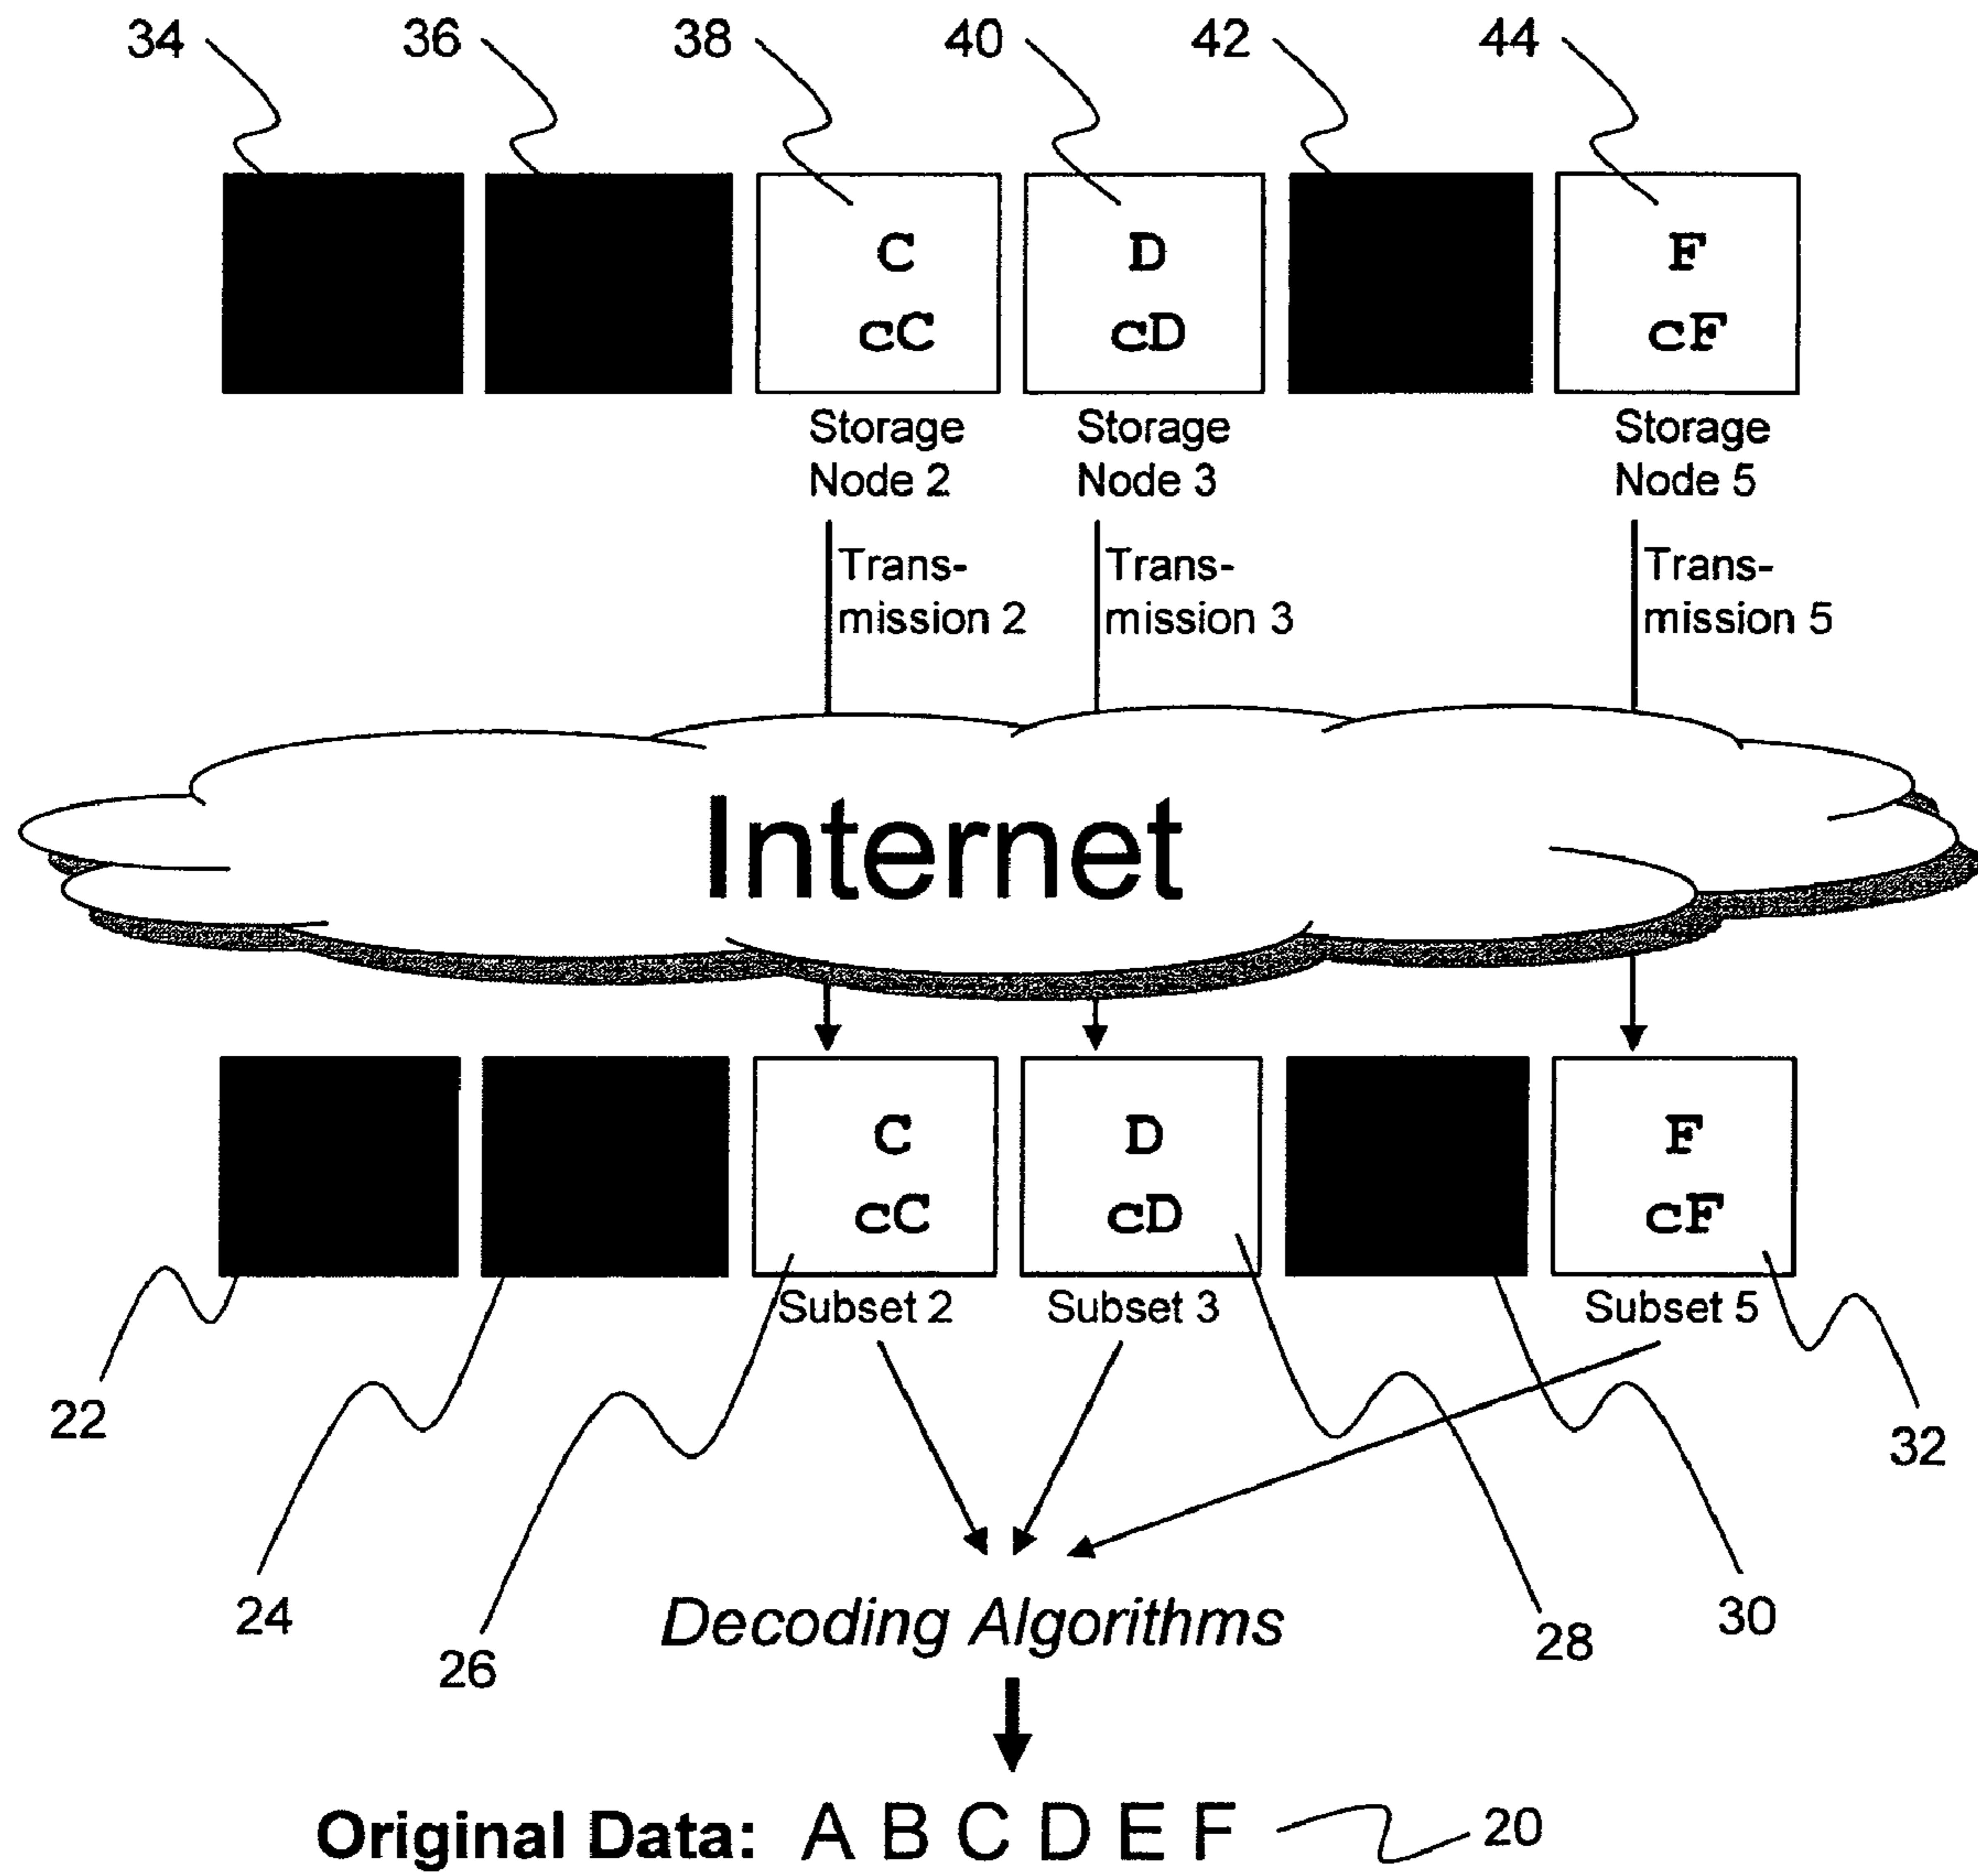 34 36 38 40 42 44
C D F
cC cD cF
Storage Storage Storage
Node 2 Node 3 Node 5
Trans- Trans- Trans-
mission 2 mission 3 mission 5
Internet
C D F
cC cD cF
Subset 2 Subset 3 Subset 5
22 32
24 26 28 30
Decoding Algorithms
Original Data: A B C D E F 20